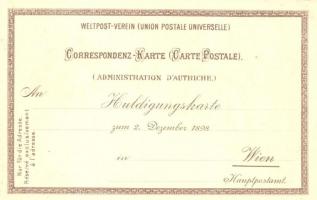 WELTPOST-VEREIN (UNION POSTALE UNIVERSELLE)
CORRESPONDENZ-KARTE (CARTE POSTALE).
(ADMINISTRATION D'AUTRICHE.)
An Huldigungskarte
zum 2. Dezember 1898.
in Wien
Hauptpostamt.
Nur für die Adresse.
Réservé exclusivement
à l'adresse.